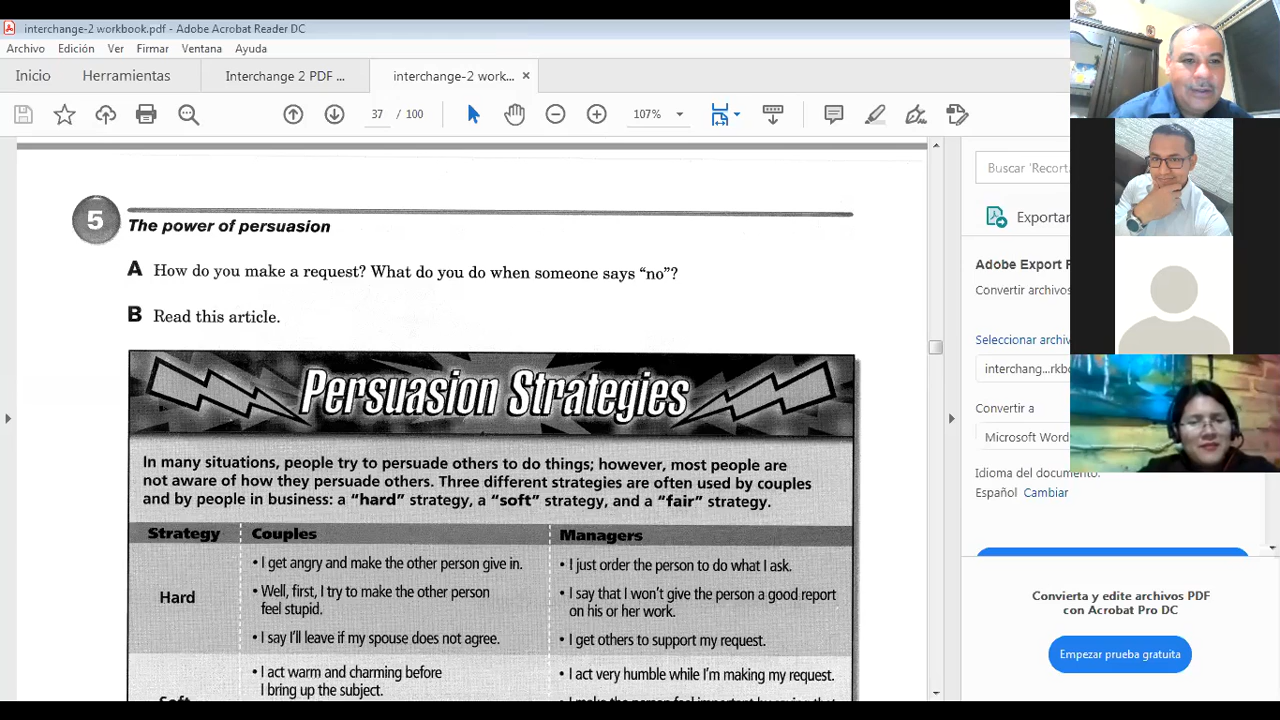 interchange-2 workbook.pdf - Adobe Acrobat Reader DC
Archivo Edición Ver Firmar Ventana Ayuda
Inicio Herramientas Interchange 2 PDF ... interchange-2 work... ×
37 / 100 107%
5
The power of persuasion
A How do you make a request? What do you do when someone says “no”?
B Read this article.
Persuasion Strategies
In many situations, people try to persuade others to do things; however, most people are
not aware of how they persuade others. Three different strategies are often used by couples
and by people in business: a “hard” strategy, a “soft” strategy, and a “fair” strategy.
Strategy Couples Managers
Hard
• I get angry and make the other person give in.
• Well, first, I try to make the other person
feel stupid.
• I say I’ll leave if my spouse does not agree.
• I just order the person to do what I ask.
• I say that I won’t give the person a good report
on his or her work.
• I get others to support my request.
Soft
• I act warm and charming before
I bring up the subject.
• I act very humble while I’m making my request.
• I make the person feel important by saying that
Buscar 'Recort
Exportar
Adobe Export P
Convertir archivos
Seleccionar archiv
interchang...rkbo
Convertir a
Microsoft Word
Idioma del documento:
Español Cambiar
Convierta y edite archivos PDF
con Acrobat Pro DC
Empezar prueba gratuita